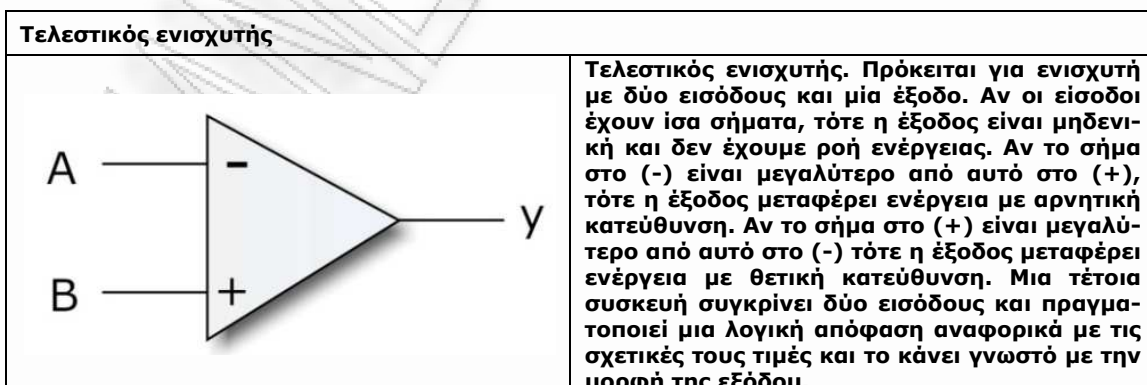 Τελεστικός ενισχυτής
A
-
B
+
y
Τελεστικός ενισχυτής. Πρόκειται για ενισχυτή
με δύο εισόδους και μία έξοδο. Αν οι είσοδοι
έχουν ίσα σήματα, τότε η έξοδος είναι μηδενι-
κή και δεν έχουμε ροή ενέργειας. Αν το σήμα
στο (-) είναι μεγαλύτερο από αυτό στο (+),
τότε η έξοδος μεταφέρει ενέργεια με αρνητική
κατεύθυνση. Αν το σήμα στο (+) είναι μεγαλύ-
τερο από αυτό στο (-) τότε η έξοδος μεταφέρει
ενέργεια με θετική κατεύθυνση. Μια τέτοια
συσκευή συγκρίνει δύο εισόδους και πραγμα-
τοποιεί μια λογική απόφαση αναφορικά με τις
σχετικές τους τιμές και το κάνει γνωστό με την
μορφή της εξόδου.